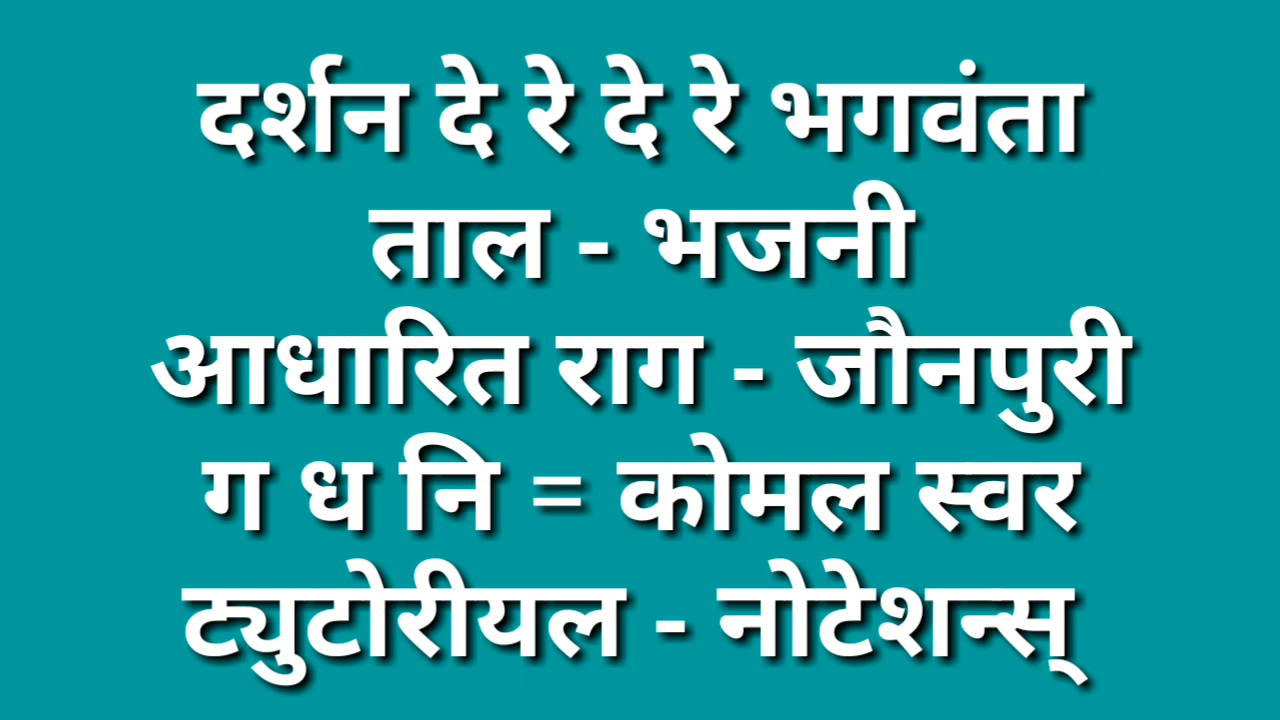 दर्शन दे रे दे रे भगवंता
ताल - भजनी
आधारित राग - जौनपुरी
ग ध नि = कोमल स्वर
ट्युटोरीयल - नोटेशन्स्